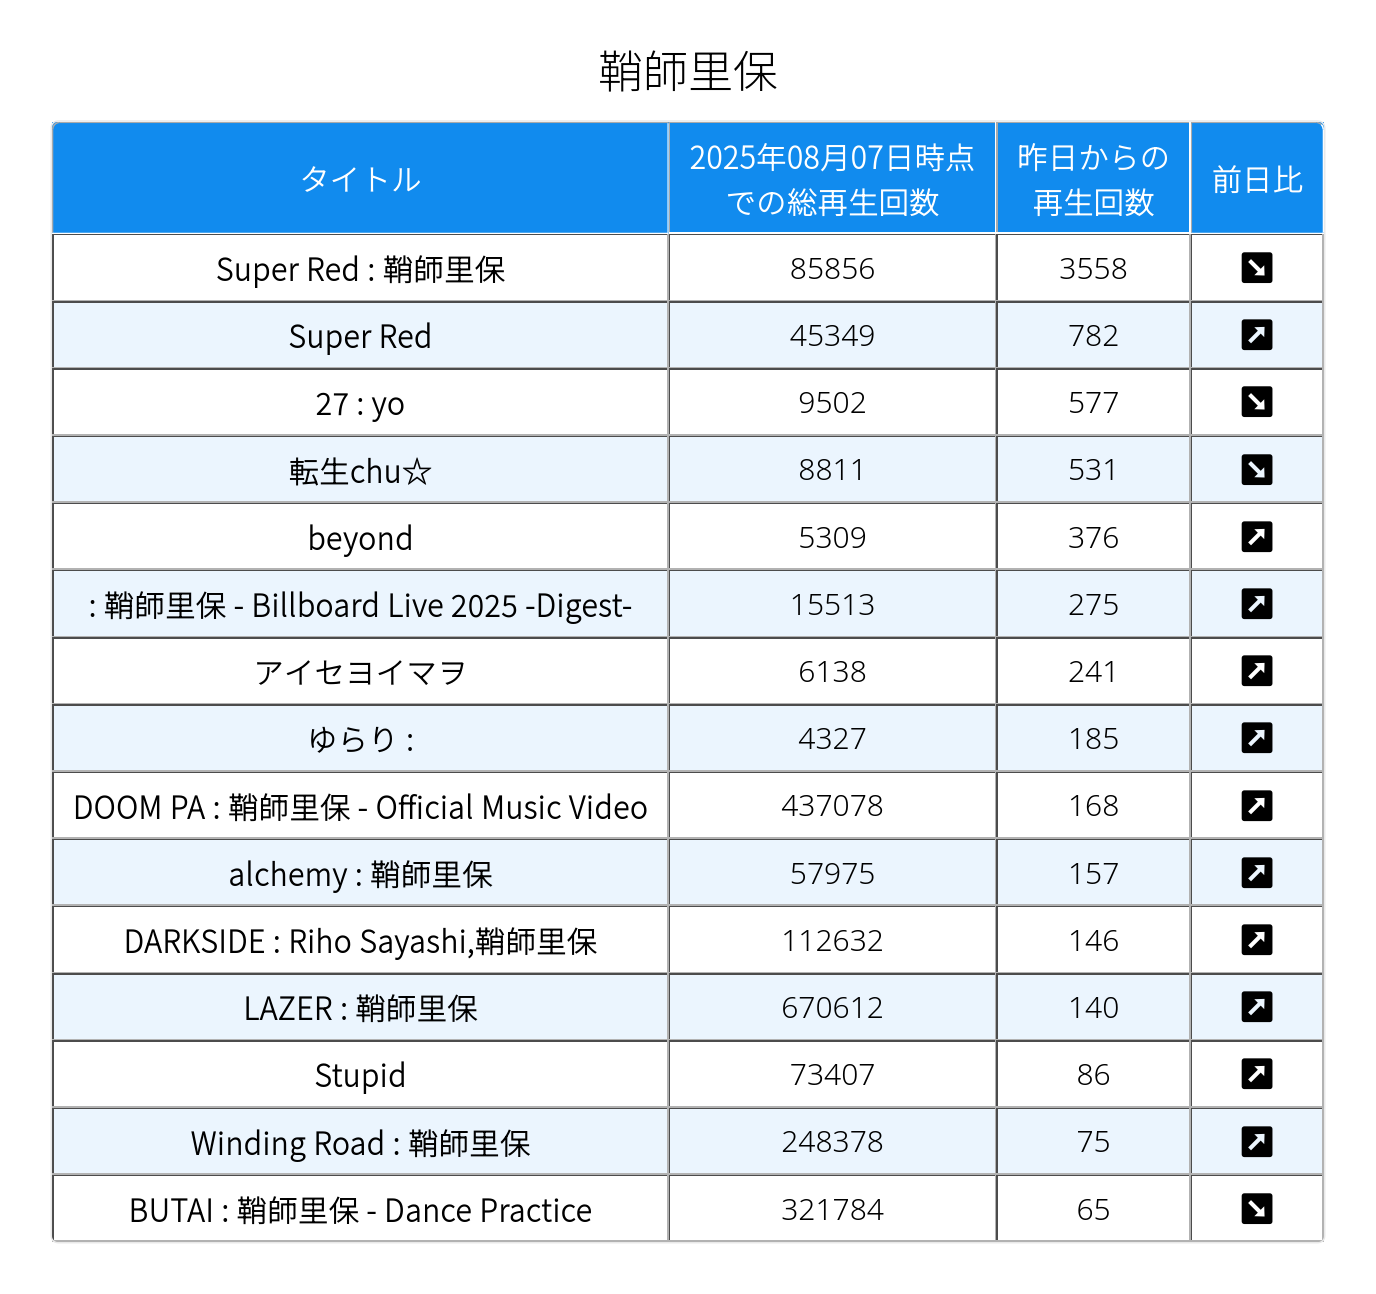 鞘師里保
タイトル
2025年08月07日時点
での総再生回数
昨日からの
再生回数
前日比
Super Red : 鞘師里保 85856 3558 ↘
Super Red 45349 782 ↗
27 : yo 9502 577 ↘
転生chu☆ 8811 531 ↘
beyond 5309 376 ↗
: 鞘師里保 - Billboard Live 2025 -Digest- 15513 275 ↗
アイセヨイマヲ 6138 241 ↗
ゆらり : 4327 185 ↗
DOOM PA : 鞘師里保 - Official Music Video 437078 168 ↗
alchemy : 鞘師里保 57975 157 ↗
DARKSIDE : Riho Sayashi,鞘師里保 112632 146 ↗
LAZER : 鞘師里保 670612 140 ↗
Stupid 73407 86 ↗
Winding Road : 鞘師里保 248378 75 ↗
BUTAI : 鞘師里保 - Dance Practice 321784 65 ↘